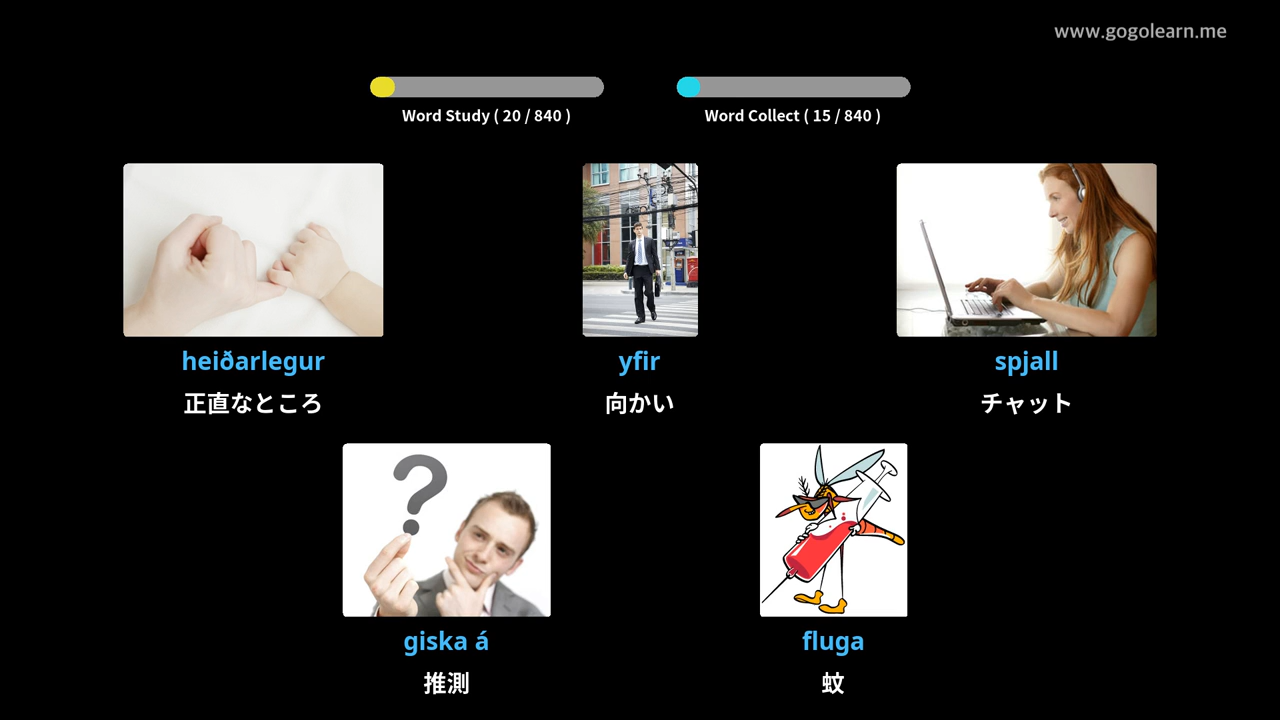 www.gogolearn.me
Word Study ( 20 / 840 )
Word Collect ( 15 / 840 )
heiðarlegur
正直なところ
yfir
向かい
spjall
チャット
giska á
推測
fluga
蚊